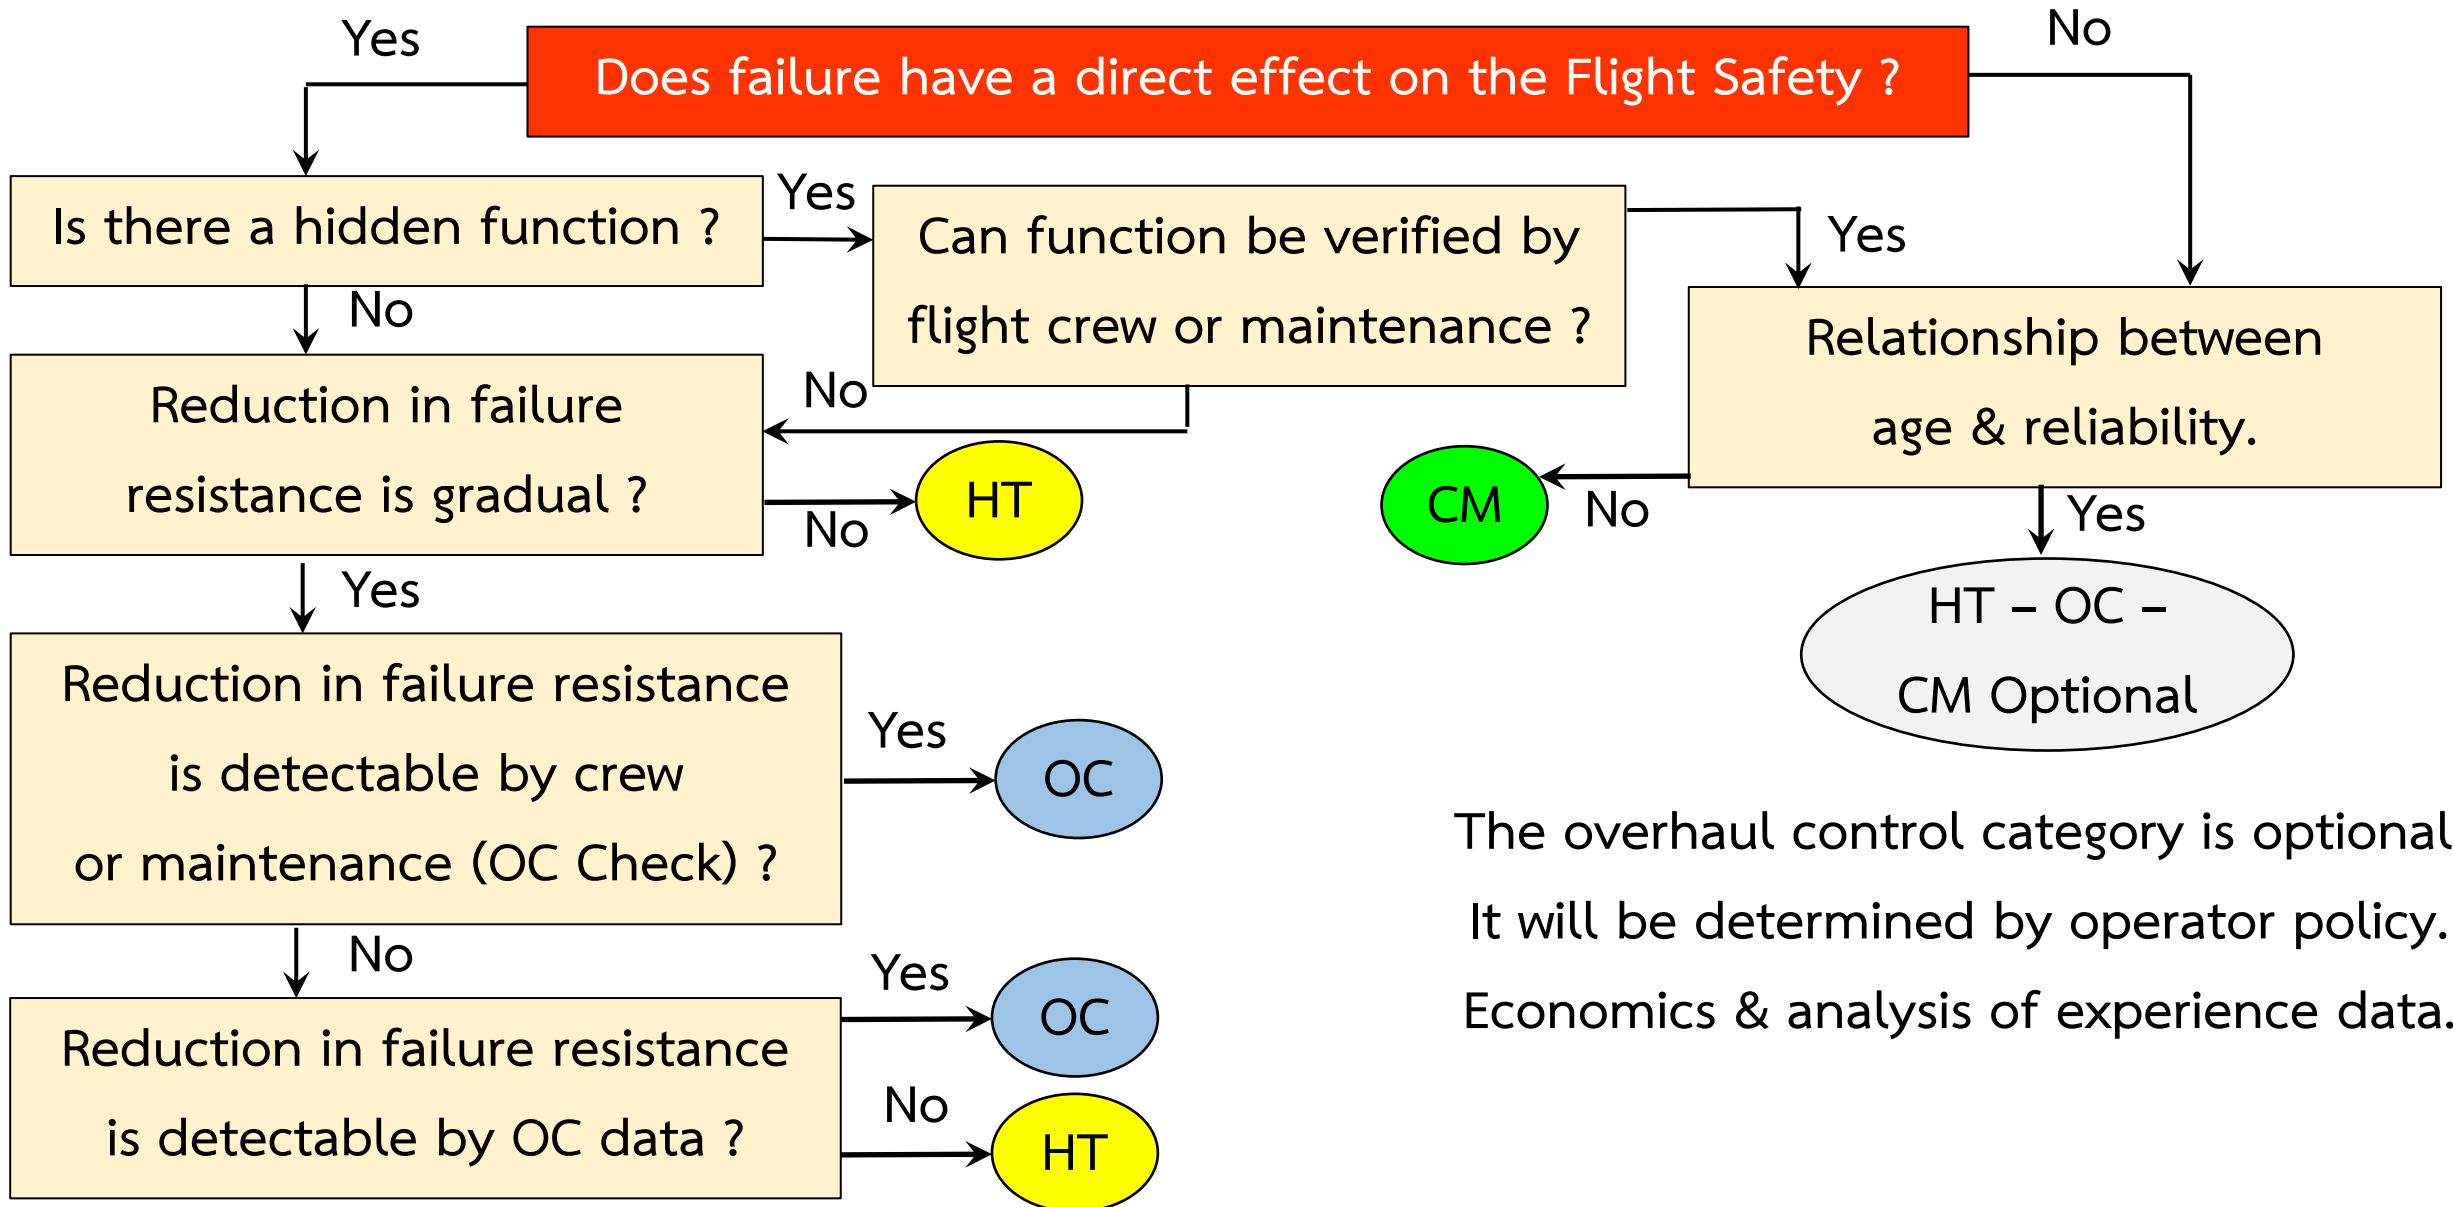 Yes
Does failure have a direct effect on the Flight Safety ?
No
Is there a hidden function ?
Yes
Can function be verified by
flight crew or maintenance ?
Yes
No
Relationship between
age & reliability.
Reduction in failure
resistance is gradual ?
No
HT
No
CM
No
Yes
HT – OC –
CM Optional
Yes
Reduction in failure resistance
is detectable by crew
or maintenance (OC Check) ?
Yes
OC
The overhaul control category is optional
It will be determined by operator policy.
Economics & analysis of experience data.
No
Reduction in failure resistance
is detectable by OC data ?
Yes
OC
No
HT